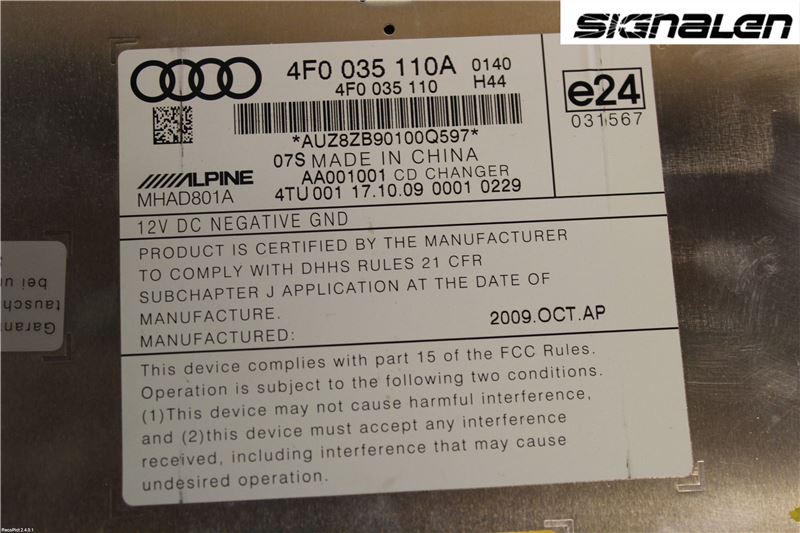 SIGNALEN
4F0 035 110A 0140
4F0 035 110 H44
e24
031567
*AUZ8ZB90100Q597*
07S MADE IN CHINA
ALPINE AA001001 CD CHANGER
MHAD801A 4TU 001 17.10.09 0001 0229
12V DC NEGATIVE GND
PRODUCT IS CERTIFIED BY THE MANUFACTURER
TO COMPLY WITH DHHS RULES 21 CFR
SUBCHAPTER J APPLICATION AT THE DATE OF
MANUFACTURE.
MANUFACTURED: 2009.OCT.AP
This device complies with part 15 of the FCC Rules.
Operation is subject to the following two conditions.
(1)This device may not cause harmful interference,
and (2)this device must accept any interference
received, including interference that may cause
undesired operation.
Garan
tausch
bei u
RecoPict 2.4.0.1